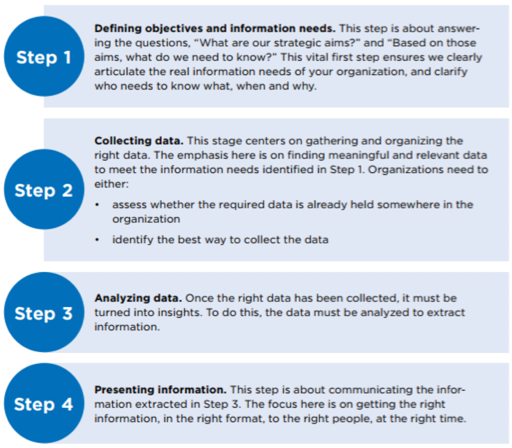 Step 1
Defining objectives and information needs. This step is about answer-
ing the questions, “What are our strategic aims?” and “Based on those
aims, what do we need to know?” This vital first step ensures we clearly
articulate the real information needs of your organization, and clarify
who needs to know what, when and why.
Step 2
Collecting data. This stage centers on gathering and organizing the
right data. The emphasis here is on finding meaningful and relevant data
to meet the information needs identified in Step 1. Organizations need to
either:
• assess whether the required data is already held somewhere in the
organization
• identify the best way to collect the data
Step 3
Analyzing data. Once the right data has been collected, it must be
turned into insights. To do this, the data must be analyzed to extract
information.
Step 4
Presenting information. This step is about communicating the infor-
mation extracted in Step 3. The focus here is on getting the right
information, in the right format, to the right people, at the right time.